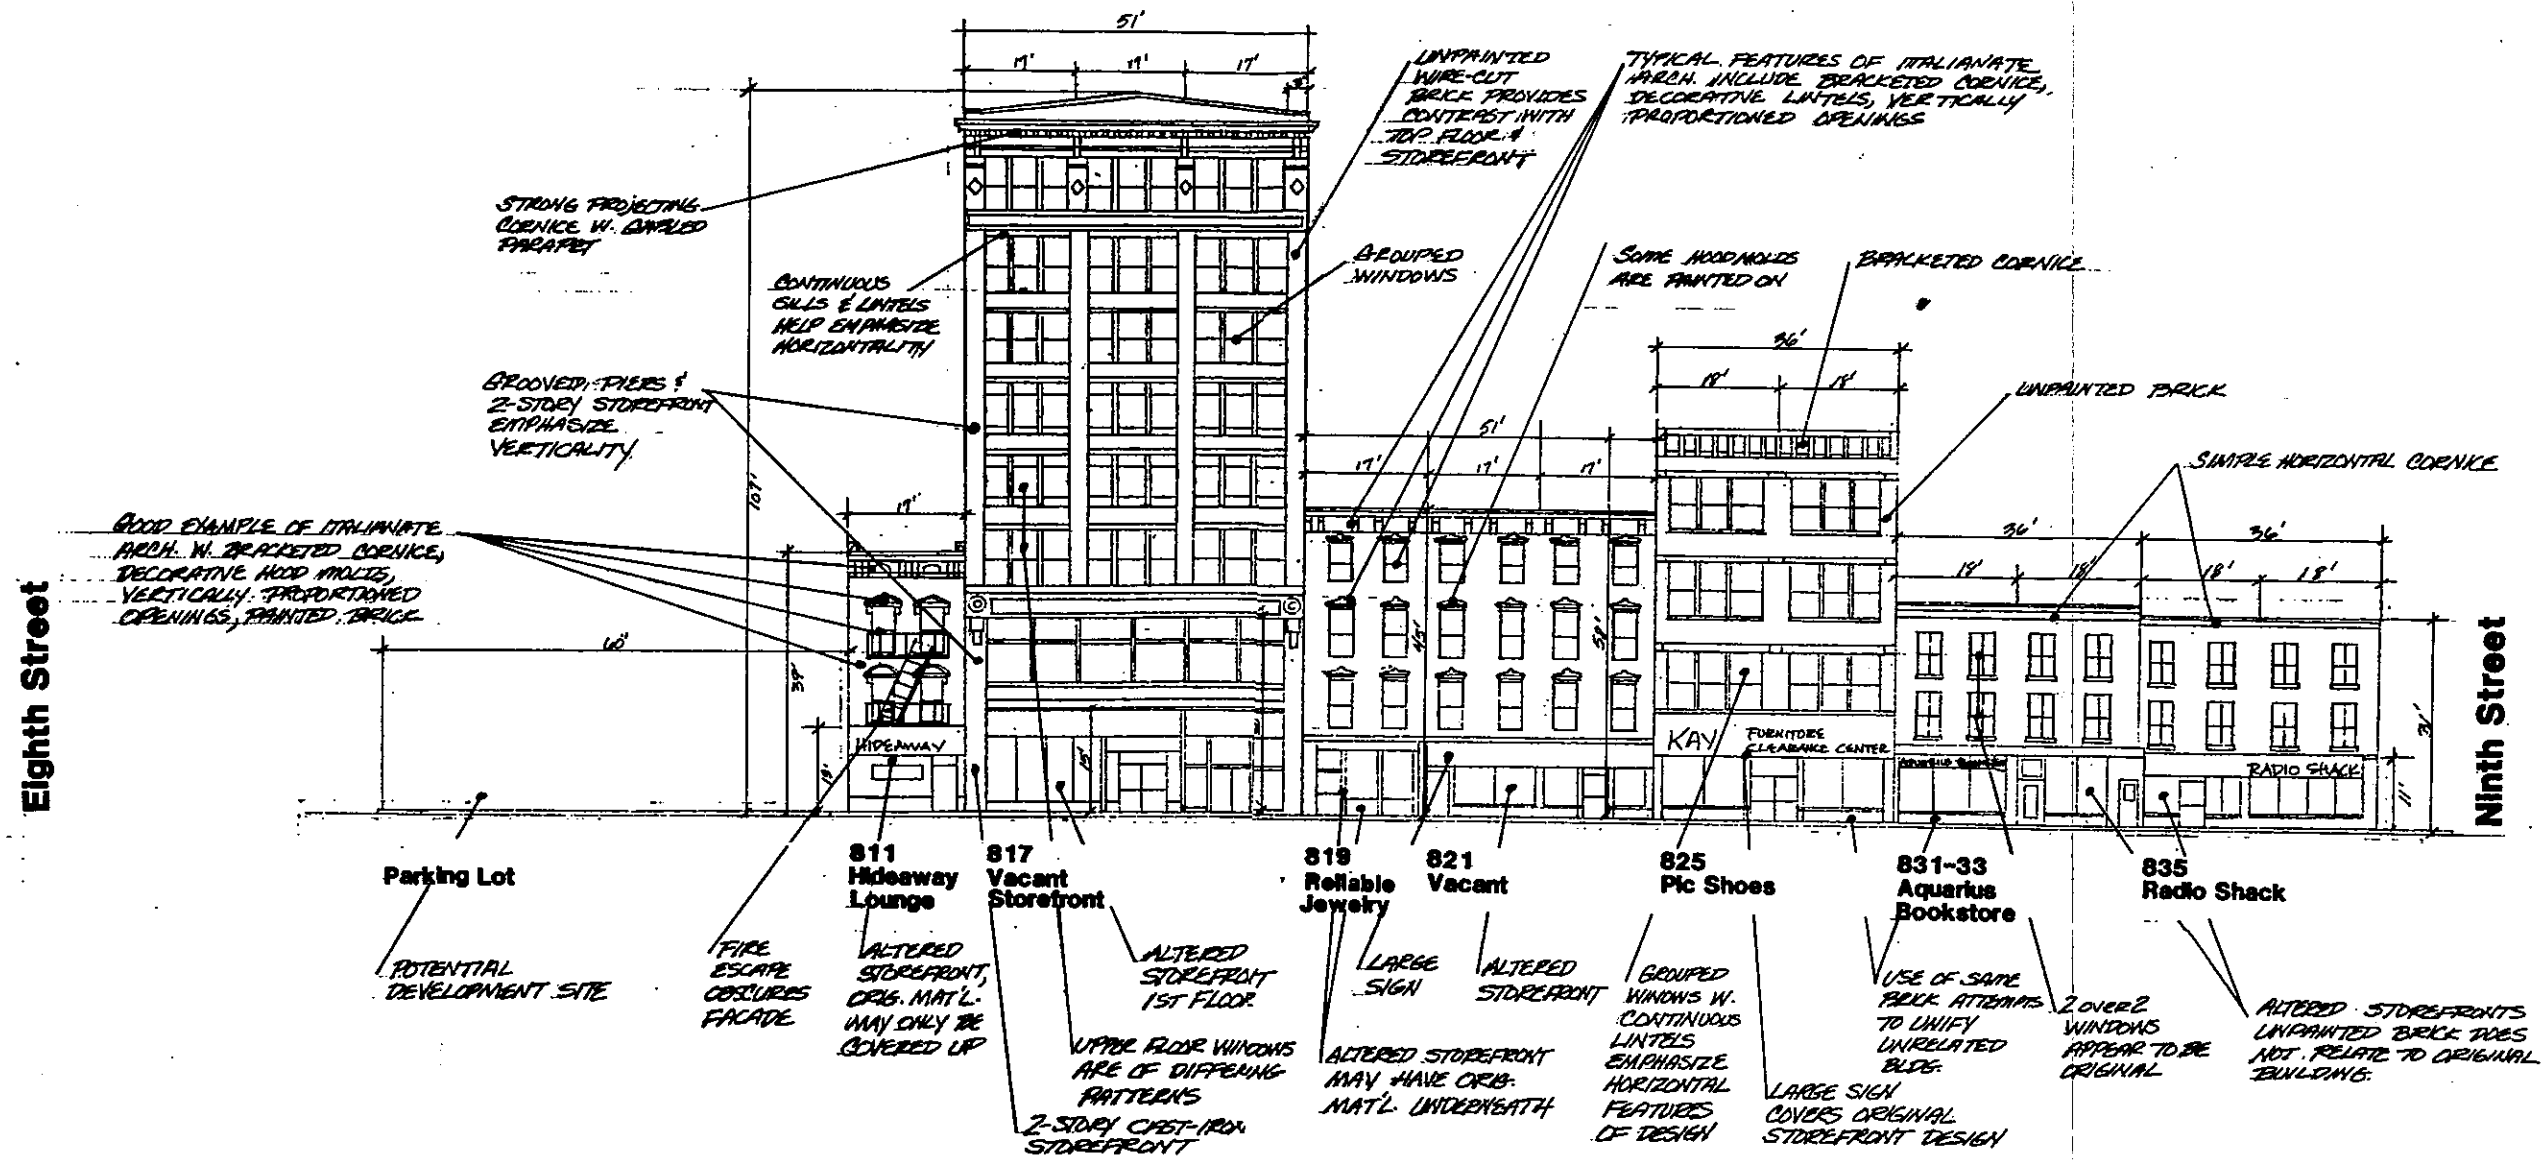 51'
17'
17'
17'
3'
UNPAINTED
WIRE-CUT
BRICK PROVIDES
CONTRAST WITH
TOP FLOOR &
STOREFRONT
TYPICAL FEATURES OF ITALIANATE
ARCH. INCLUDE BRACKETED CORNICE,
DECORATIVE LINTELS, VERTICALLY
PROPORTIONED OPENINGS
STRONG PROJECTING
CORNICE W. GABLED
PARAPET
CONTINUOUS
SILLS & LINTELS
HELP EMPHASIZE
HORIZONTALITY
GROUPED
WINDOWS
SOME HOODMOLDS
ARE PAINTED ON
BRACKETED CORNICE
36'
18'
18'
GROOVED PIERS &
2-STORY STOREFRONT
EMPHASIZE
VERTICALITY.
UNPAINTED BRICK
51'
17'
17'
17'
SIMPLE HORIZONTAL CORNICE
107'
17'
GOOD EXAMPLE OF ITALIANATE
ARCH. W. BRACKETED CORNICE,
DECORATIVE HOOD MOLDS,
VERTICALLY PROPORTIONED
OPENINGS, PAINTED BRICK
36'
36'
18'
18'
18'
18'
Eighth Street
60'
39'
45'
Ninth Street
HIDEAWAY
KAY
FURNITORE
CLEARANCE CENTER
RADIO SHACK
15'
11'
Parking Lot
811
Hideaway
Lounge
817
Vacant
Storefront
819
Reliable
Jewelry
821
Vacant
825
Pic Shoes
831-33
Aquarius
Bookstore
835
Radio Shack
POTENTIAL
DEVELOPMENT SITE
FIRE
ESCAPE
OBSCURES
FACADE
ALTERED
STOREFRONT,
ORIG. MAT'L.
MAY ONLY BE
COVERED UP
ALTERED
STOREFRONT
1ST FLOOR
UPPER FLOOR WINDOWS
ARE OF DIFFERING
PATTERNS
2-STORY CAST-IRON
STOREFRONT
LARGE
SIGN
ALTERED
STOREFRONT
ALTERED STOREFRONT
MAY HAVE ORIG.
MAT'L. UNDERNEATH
GROUPED
WINOWS W.
CONTINUOUS
LINTELS
EMPHASIZE
HORIZONTAL
FEATURES
OF DESIGN
LARGE SIGN
COVERS ORIGINAL
STOREFRONT DESIGN
USE OF SAME
BRICK ATTEMPTS
TO UNIFY
UNRELATED
BLDG.
2 OVER 2
WINDOWS
APPEAR TO BE
ORIGINAL
ALTERED STOREFRONTS
UNPAINTED BRICK DOES
NOT RELATE TO ORIGINAL
BUILDING.